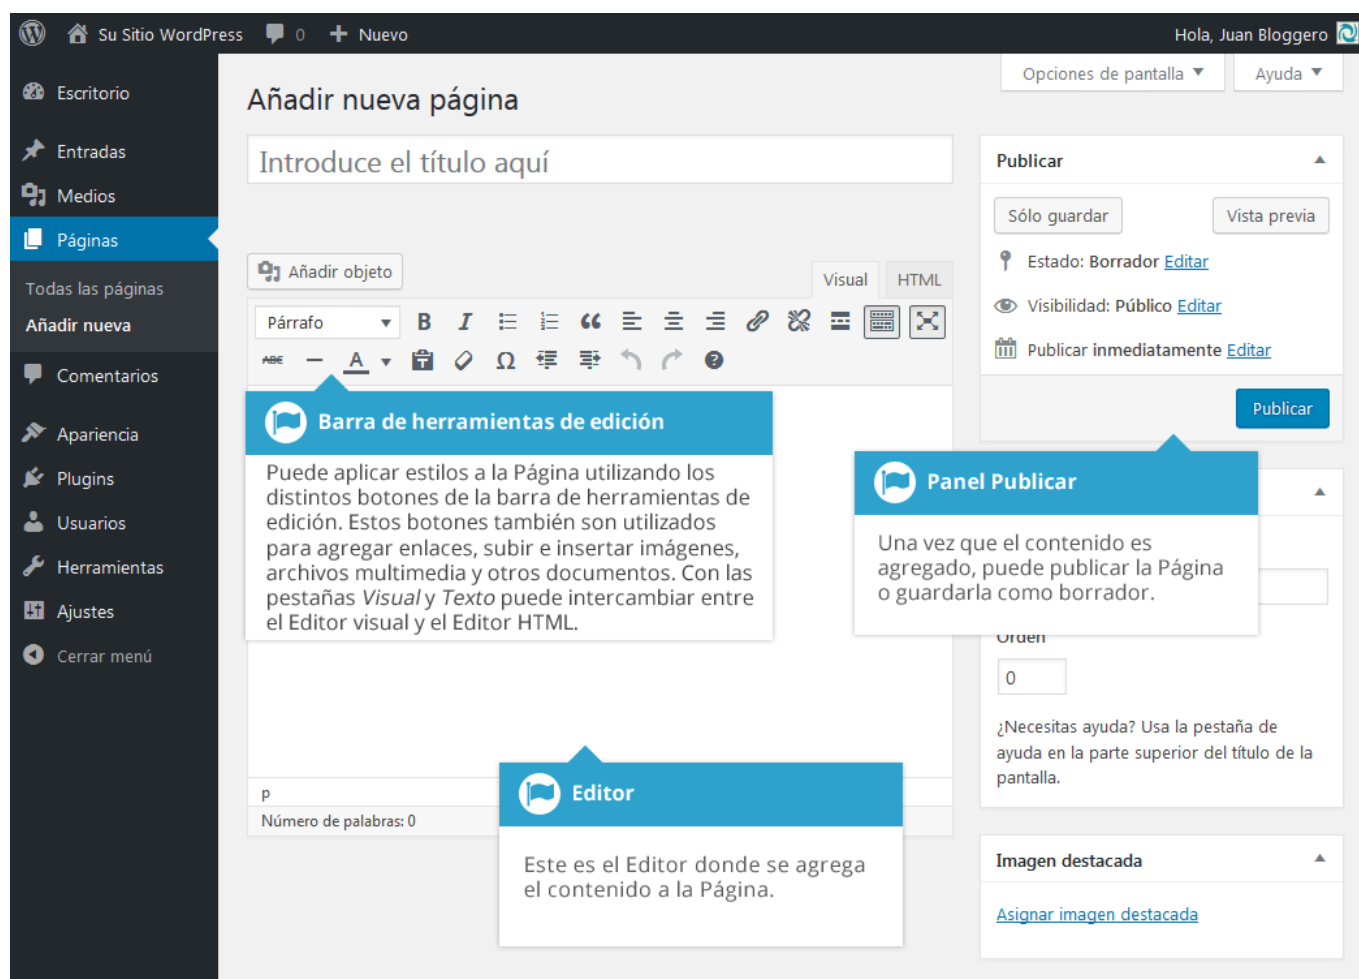 Su Sitio WordPress
0
Nuevo
Hola, Juan Bloggero
Opciones de pantalla
Ayuda
Escritorio
Entradas
Medios
Páginas
Todas las páginas
Añadir nueva
Comentarios
Apariencia
Plugins
Usuarios
Herramientas
Ajustes
Cerrar menú
Añadir nueva página
Introduce el título aquí
Añadir objeto
Visual
HTML
Párrafo
B
I
ABE
A
Ω
Barra de herramientas de edición
Puede aplicar estilos a la Página utilizando los
distintos botones de la barra de herramientas de
edición. Estos botones también son utilizados
para agregar enlaces, subir e insertar imágenes,
archivos multimedia y otros documentos. Con las
pestañas Visual y Texto puede intercambiar entre
el Editor visual y el Editor HTML.
p
Número de palabras: 0
Editor
Este es el Editor donde se agrega
el contenido a la Página.
Publicar
Sólo guardar
Vista previa
Estado: Borrador Editar
Visibilidad: Público Editar
Publicar inmediatamente Editar
Publicar
Panel Publicar
Una vez que el contenido es
agregado, puede publicar la Página
o guardarla como borrador.
Orden
0
¿Necesitas ayuda? Usa la pestaña de
ayuda en la parte superior del título de la
pantalla.
Imagen destacada
Asignar imagen destacada